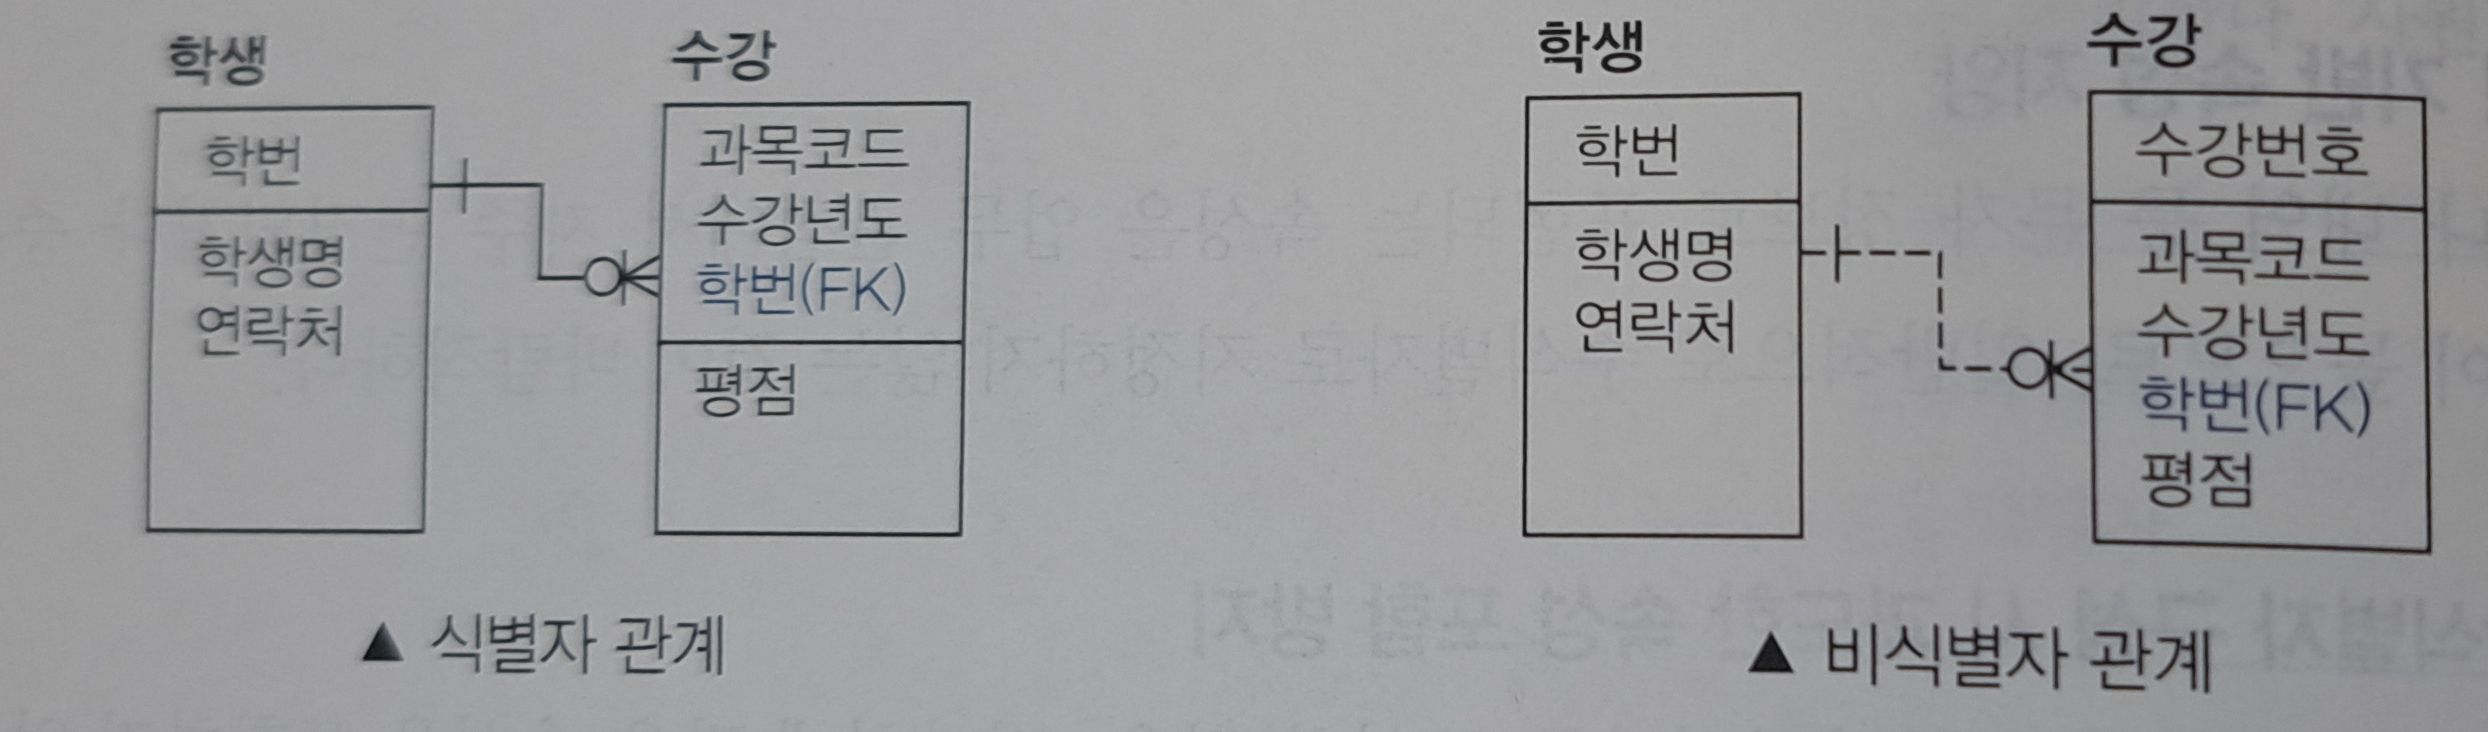 학생
학번
학생명
연락처
수강
과목코드
수강년도
학번(FK)
평점
▲ 식별자 관계
학생
학번
학생명
연락처
수강
수강번호
과목코드
수강년도
학번(FK)
평점
▲ 비식별자 관계